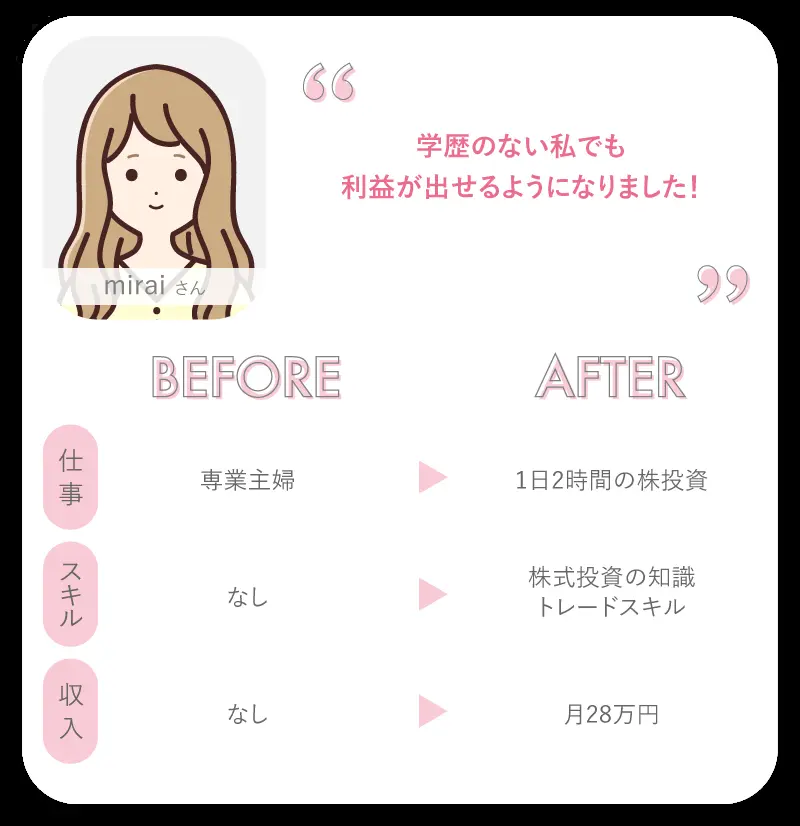 “
学歴のない私でも
利益が出せるようになりました!
”
mirai さん
BEFORE
AFTER
仕事
専業主婦
1日2時間の株投資
スキル
なし
株式投資の知識
トレードスキル
収入
なし
月28万円